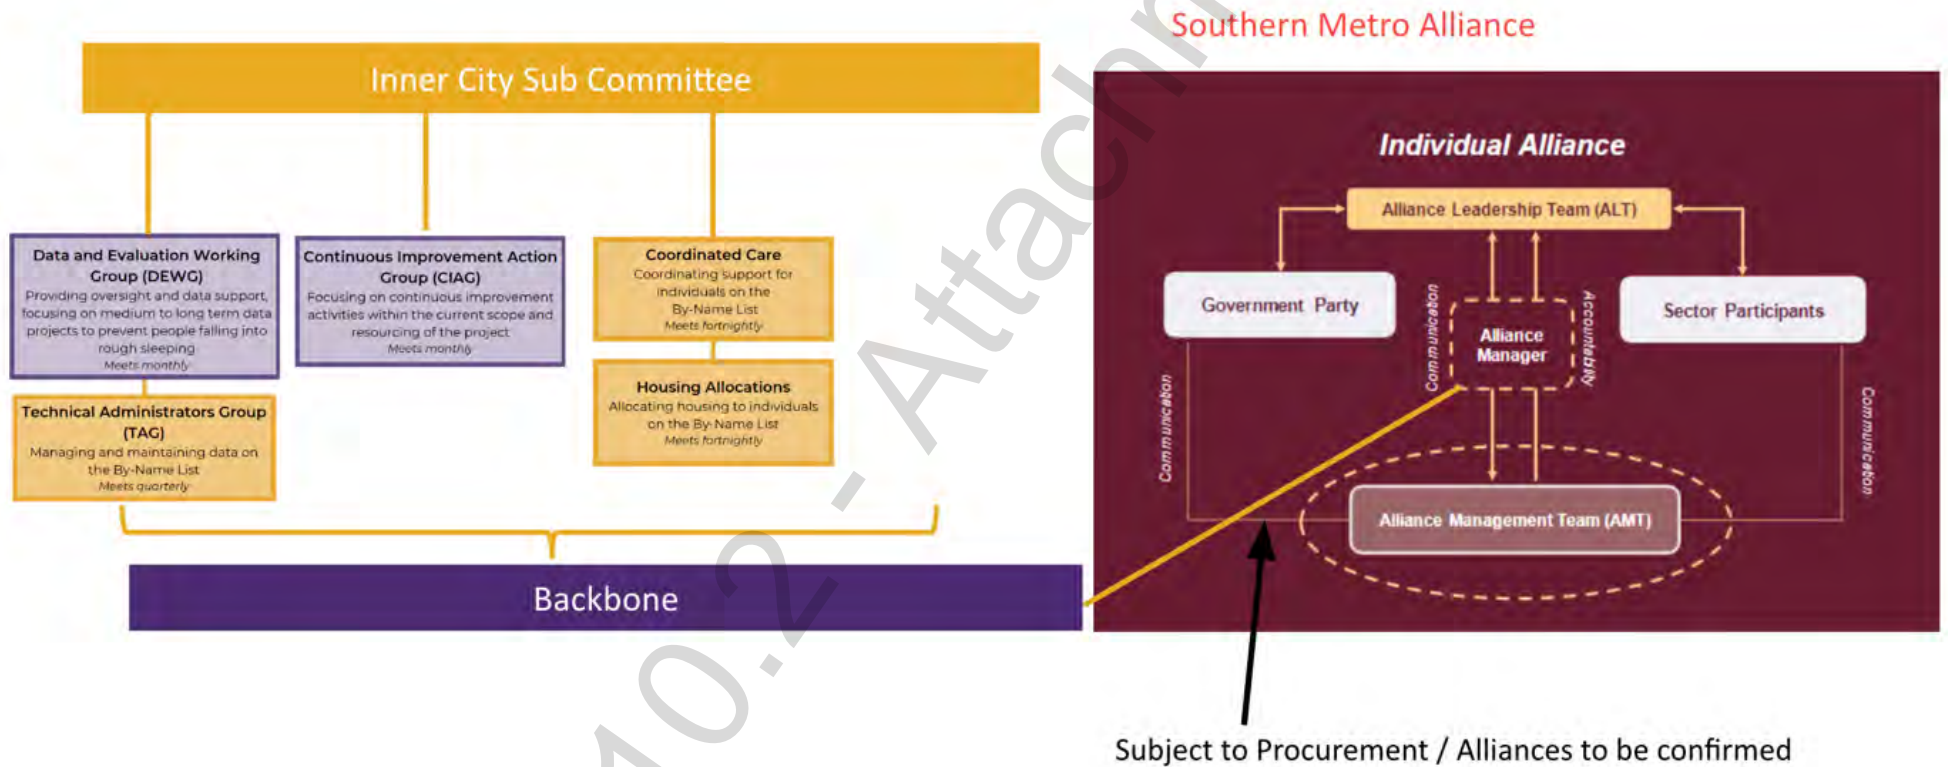 Southern Metro Alliance
Inner City Sub Committee
Data and Evaluation Working
Group (DEWG)
Providing oversight and data support,
focusing on medium to long term data
projects to prevent people falling into
rough sleeping
Meets monthly
Technical Administrators Group
(TAG)
Managing and maintaining data on
the By-Name List
Meets quarterly
Continuous Improvement Action
Group (CIAG)
Focusing on continuous improvement
activities within the current scope and
resourcing of the project
Meets monthly
Coordinated Care
Coordinating support for
individuals on the
By-Name List
Meets fortnightly
Housing Allocations
Allocating housing to individuals
on the By-Name List
Meets fortnightly
Backbone
Individual Alliance
Alliance Leadership Team (ALT)
Government Party
Communication
Alliance
Manager
Accountability
Sector Participants
Communication
Communication
Alliance Management Team (AMT)
Subject to Procurement / Alliances to be confirmed
10.2 - Attachm